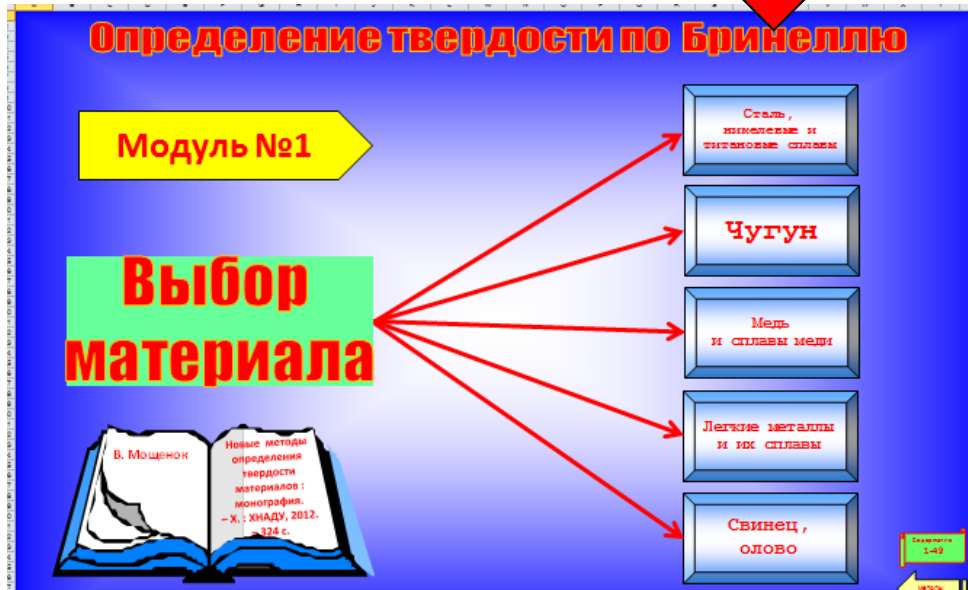 Определение твердости по Бринеллю
Модуль №1
Выбор
материала
Сталь,
никелевые и
титановые сплавы
Чугун
Медь
и сплавы меди
Легкие металлы
и их сплавы
Свинец,
олово
В. Мощенок
Новые методы
определения
твердости
материалов :
монография.
– Х. : ХНАДУ, 2012.
– 324 с.
Содержание
1-49